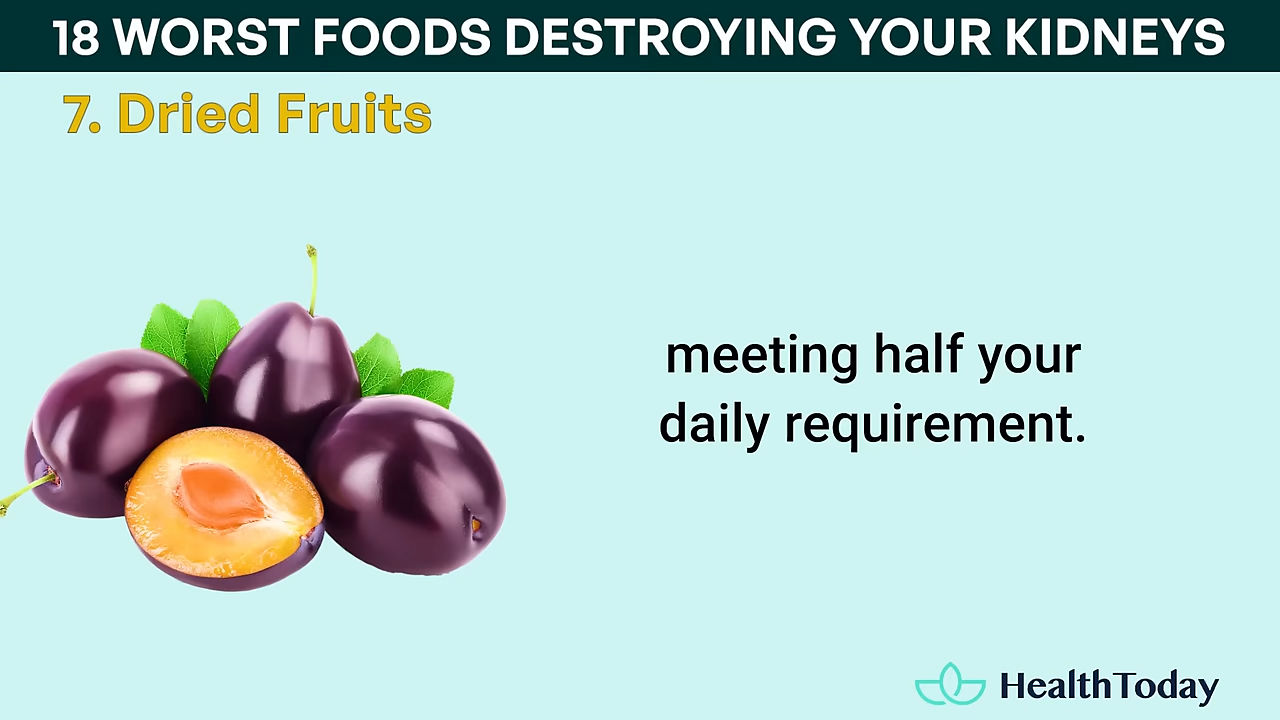 18 WORST FOODS DESTROYING YOUR KIDNEYS
7. Dried Fruits
meeting half your
daily requirement.
HealthToday